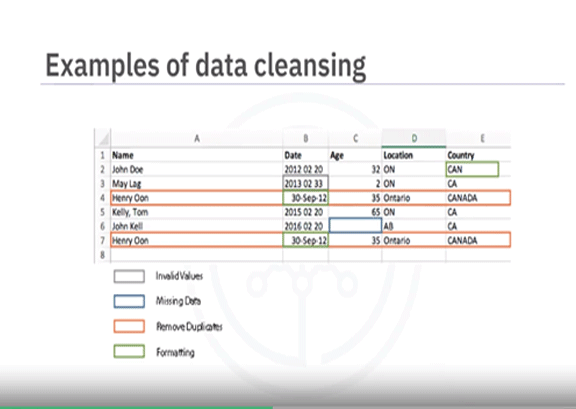 Examples of data cleansing
A B C D E
1 Name Date Age Location Country
2 John Doe 2012 02 20 32 ON CAN
3 May Lag 2013 02 33 2 ON CA
4 Henry Oon 30-Sep-12 35 Ontario CANADA
5 Kelly, Tom 2015 02 20 65 ON CA
6 John Kell 2016 02 20 AB CA
7 Henry Oon 30-Sep-12 35 Ontario CANADA
8
Invalid Values
Missing Data
Remove Duplicates
Formatting